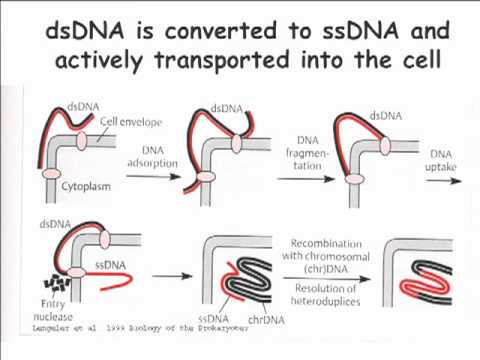 dsDNA is converted to ssDNA and
actively transported into the cell
dsDNA
Cell envelope
Cytoplasm
DNA
adsorption
dsDNA
DNA
fragmen-
tation
dsDNA
DNA
uptake
dsDNA
ssDNA
Entry
nuclease
ssDNA
chrDNA
Recombination
with chromosomal
(chr)DNA
Resolution of
heteroduplices
Lengeler et al 1999 Biology of the Prokaryotes